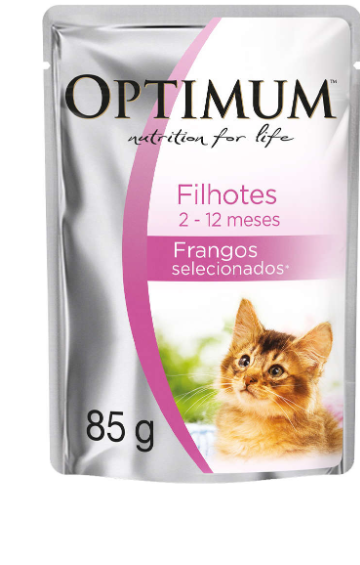 OPTIMUM™
nutrition for life
Filhotes
2 - 12 meses
Frangos
selecionados*
85 g